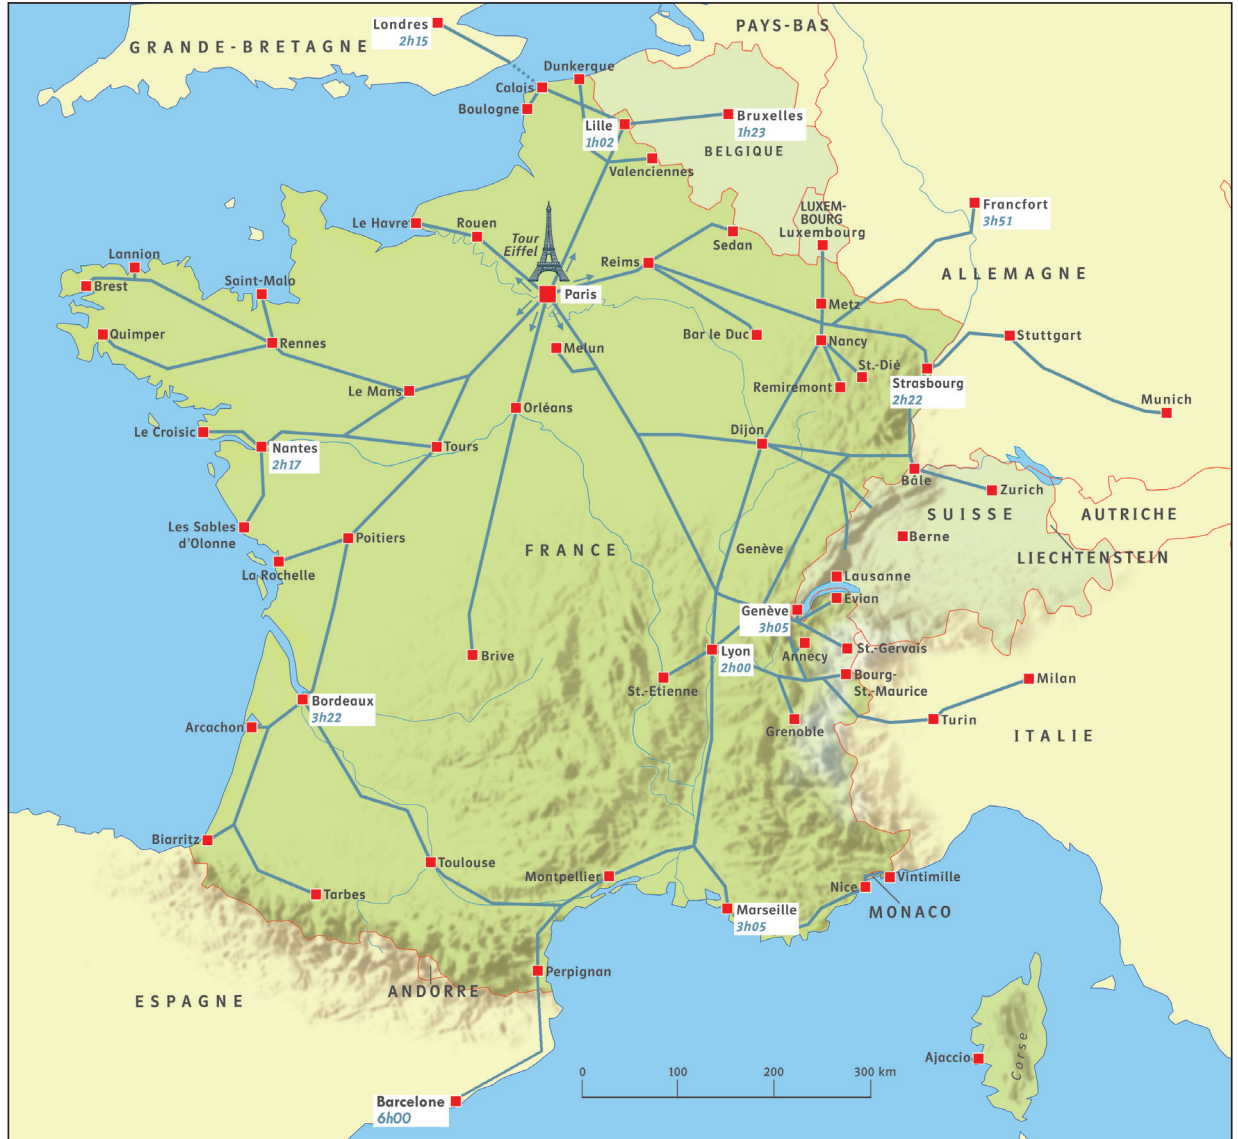 GRANDE-BRETAGNE
Londres
2h15
PAYS-BAS
Dunkerque
Calais
Boulogne
Lille
1h02
Bruxelles
1h23
BELGIQUE
Valenciennes
LUXEM-
BOURG
Luxembourg
Francfort
3h51
ALLEMAGNE
Le Havre
Rouen
Tour
Eiffel
Sedan
Reims
Paris
Lannion
Brest
Saint-Malo
Quimper
Rennes
Melun
Metz
Bar le Duc
Nancy
St.-Dié
Remiremont
Strasbourg
2h22
Stuttgart
Munich
Le Mans
Orléans
Le Croisic
Nantes
2h17
Tours
Dijon
Bâle
Zurich
SUISSE
AUTRICHE
Berne
LIECHTENSTEIN
Les Sables
d'Olonne
Poitiers
La Rochelle
FRANCE
Genève
Lausanne
Evian
Genève
3h05
Annecy
St.-Gervais
Lyon
2h00
Brive
St.-Etienne
Bourg-
St.-Maurice
Milan
Grenoble
Turin
ITALIE
Bordeaux
3h22
Arcachon
Biarritz
Tarbes
Toulouse
Montpellier
Nice
Vintimille
MONACO
Marseille
3h05
Perpignan
ANDORRE
ESPAGNE
Barcelone
6h00
0 100 200 300 km
Ajaccio
Corse